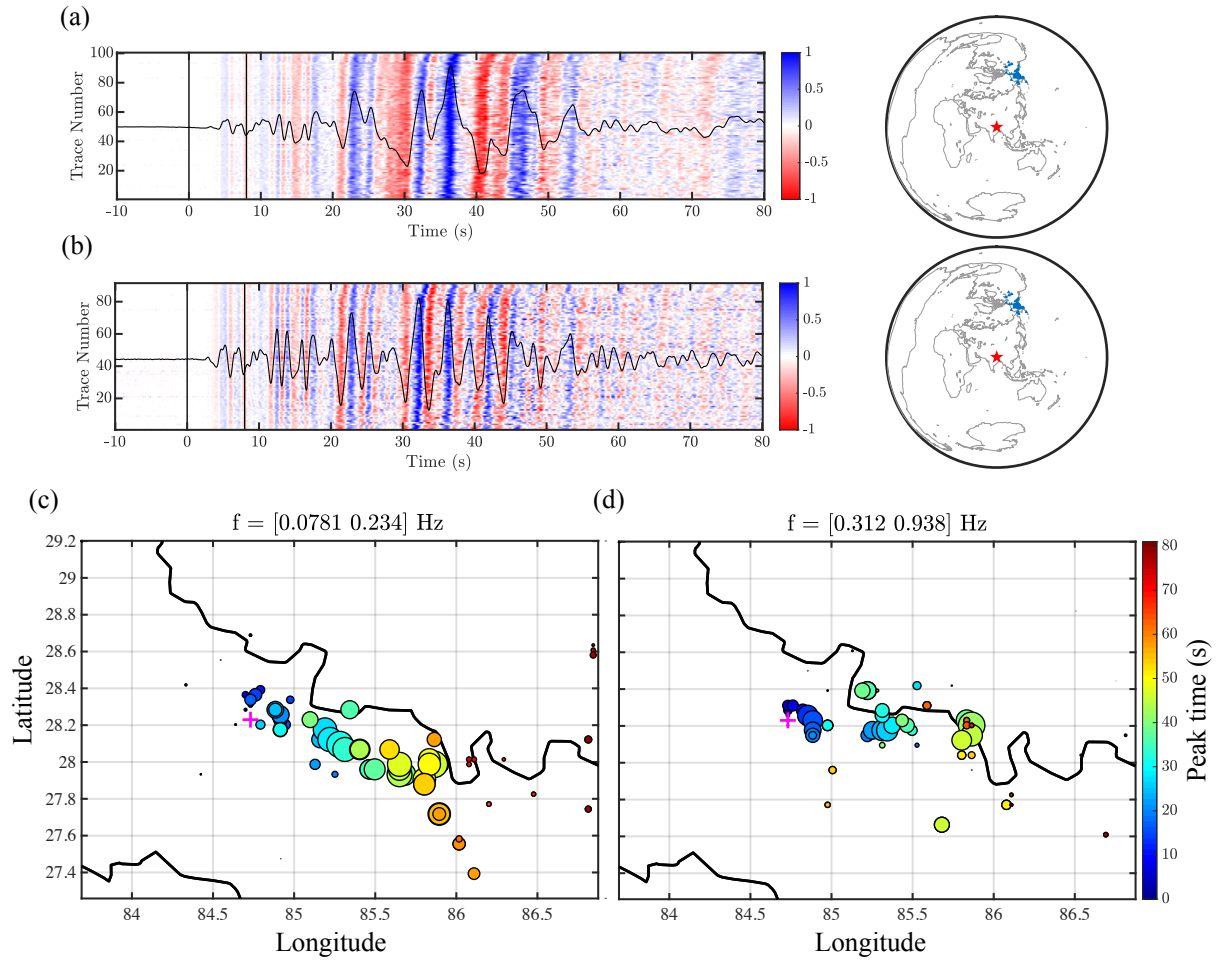 (a)
100
80
60
40
20
Trace Number
-10 0 10 20 30 40 50 60 70 80
Time (s)
1
0.5
0
-0.5
-1
(b)
80
60
40
20
Trace Number
-10 0 10 20 30 40 50 60 70 80
Time (s)
1
0.5
0
-0.5
-1
(c)
f = [0.0781 0.234] Hz
29.2
29
28.8
28.6
28.4
28.2
28
27.8
27.6
27.4
Latitude
84 84.5 85 85.5 86 86.5
Longitude
(d)
f = [0.312 0.938] Hz
84 84.5 85 85.5 86 86.5
Longitude
80
70
60
50
40
30
20
10
0
Peak time (s)